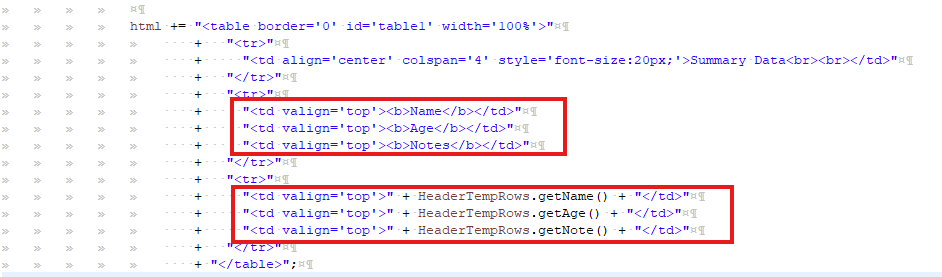 html += "<table border='0' id='table1' width='100%'>"
+ "<tr>"
+ "<td align='center' colspan='4' style='font-size:20px;'>Summary Data<br><br></td>"
+ "</tr>"
+ "<tr>"
+ "<td valign='top'><b>Name</b></td>"
+ "<td valign='top'><b>Age</b></td>"
+ "<td valign='top'><b>Notes</b></td>"
+ "</tr>"
+ "<tr>"
+ "<td valign='top'>" + HeaderTempRows.getName() + "</td>"
+ "<td valign='top'>" + HeaderTempRows.getAge() + "</td>"
+ "<td valign='top'>" + HeaderTempRows.getNote() + "</td>"
+ "</tr>"
+ "</table>";